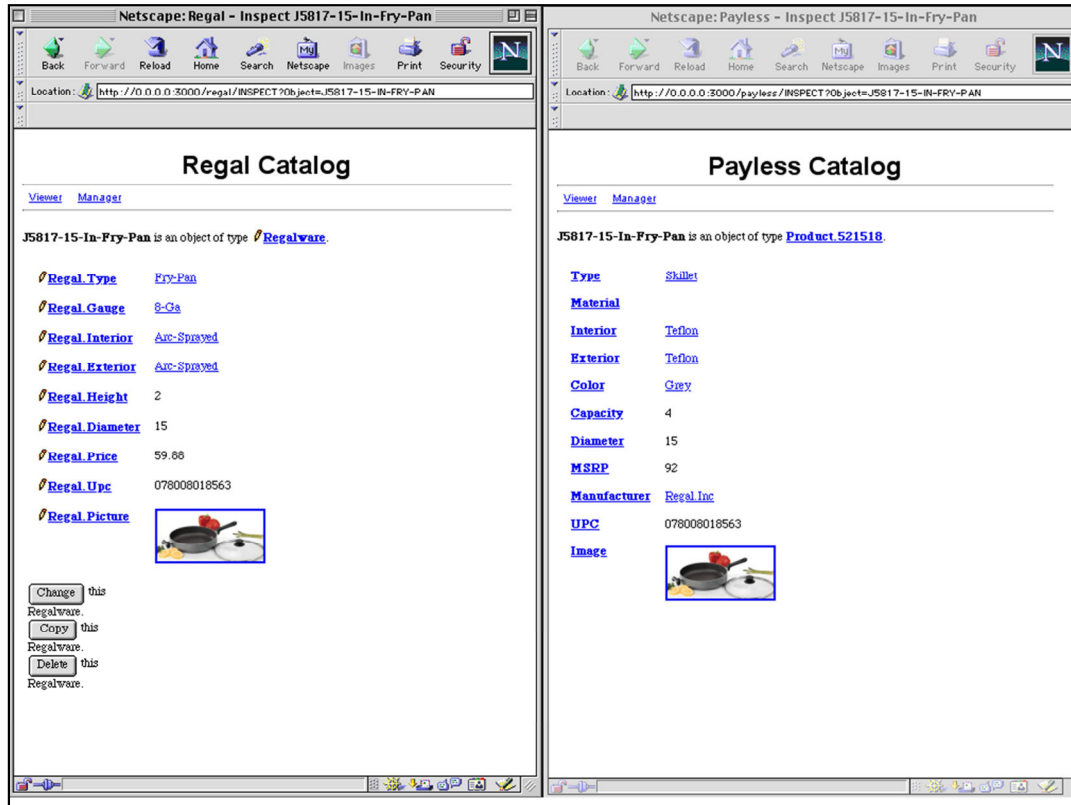 Netscape: Regal - Inspect J5817-15-In-Fry-Pan
Back Forward Reload Home Search Netscape Images Print Security
My
N
Location: http://0.0.0.0:3000/regal/INSPECT?Object=J5817-15-IN-FRY-PAN
Regal Catalog
Viewer Manager
J5817-15-In-Fry-Pan is an object of type Regalware.
Regal.Type Fry-Pan
Regal.Gauge 8-Ga
Regal.Interior Arc-Sprayed
Regal.Exterior Arc-Sprayed
Regal.Height 2
Regal.Diameter 15
Regal.Price 59.88
Regal.Upc 078008018563
Regal.Picture
Change this
Regalware.
Copy this
Regalware.
Delete this
Regalware.
Netscape: Payless - Inspect J5817-15-In-Fry-Pan
Back Forward Reload Home Search Netscape Images Print Security
My
N
Location: http://0.0.0.0:3000/payless/INSPECT?Object=J5817-15-IN-FRY-PAN
Payless Catalog
Viewer Manager
J5817-15-In-Fry-Pan is an object of type Product.521518.
Type Skillet
Material
Interior Teflon
Exterior Teflon
Color Grey
Capacity 4
Diameter 15
MSRP 92
Manufacturer Regal.Inc
UPC 078008018563
Image